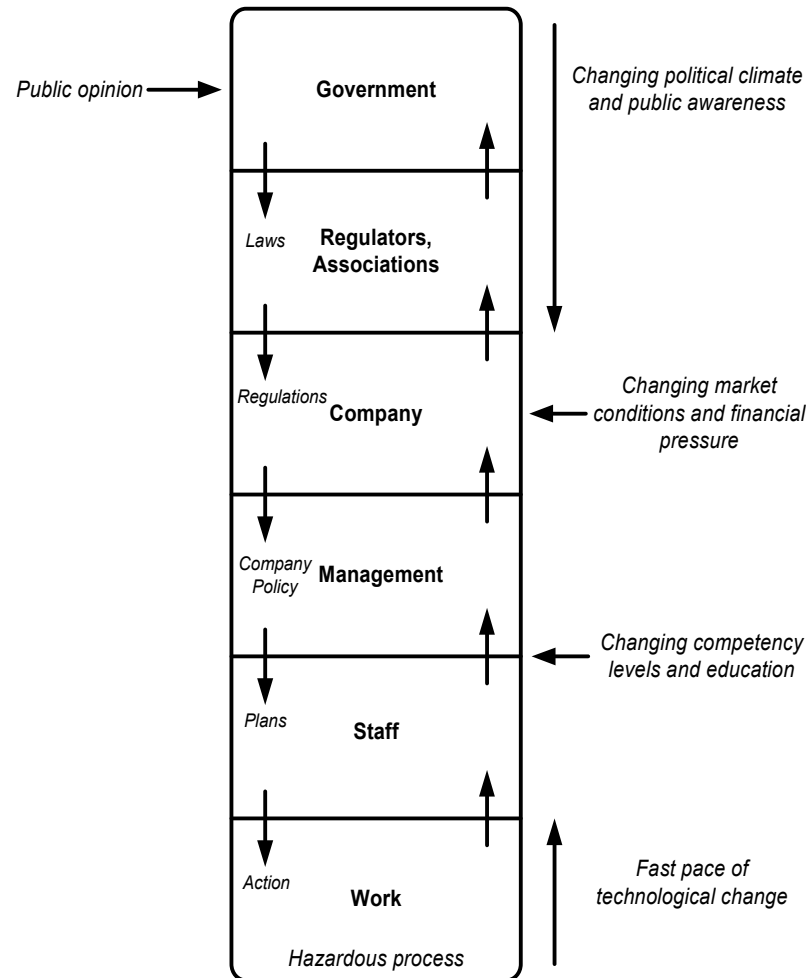 Public opinion
Government
Changing political climate
and public awareness
Laws
Regulators,
Associations
Regulations
Company
Changing market
conditions and financial
pressure
Company
Policy
Management
Changing competency
levels and education
Plans
Staff
Action
Work
Fast pace of
technological change
Hazardous process